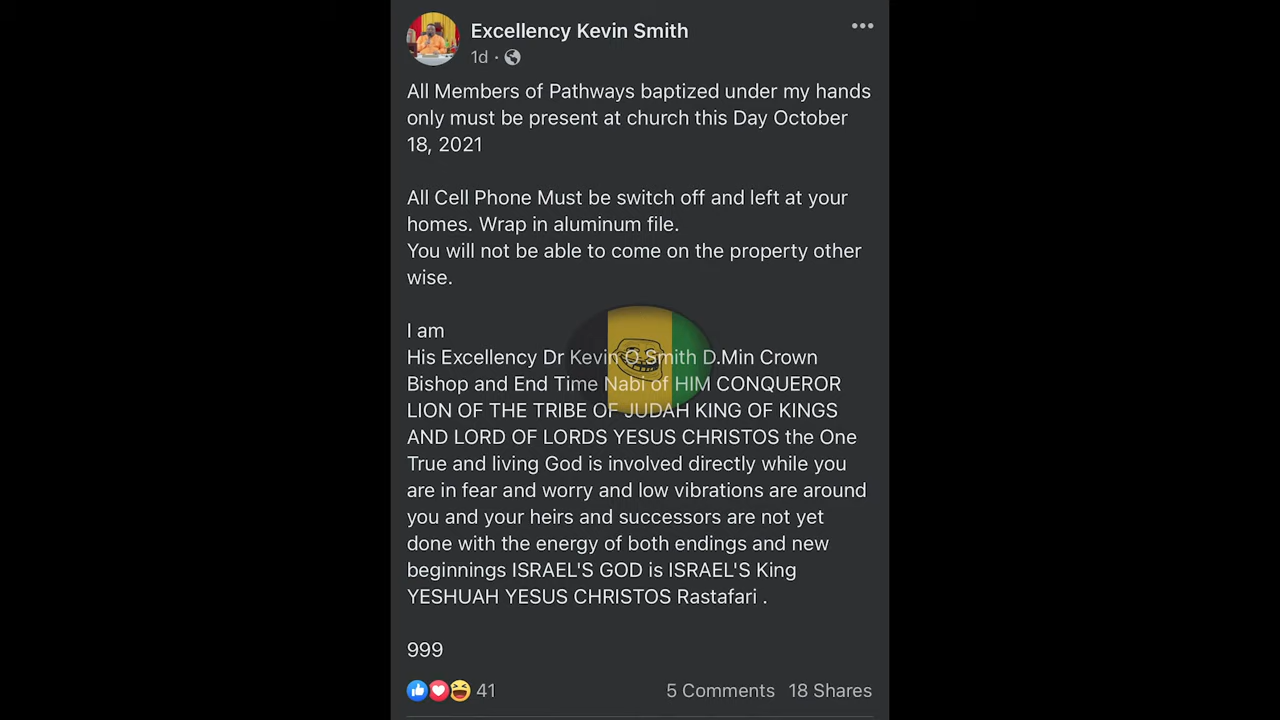 Excellency Kevin Smith
1d ·
All Members of Pathways baptized under my hands
only must be present at church this Day October
18, 2021
All Cell Phone Must be switch off and left at your
homes. Wrap in aluminum file.
You will not be able to come on the property other
wise.
I am
His Excellency Dr Kevin O Smith D.Min Crown
Bishop and End Time Nabi of HIM CONQUEROR
LION OF THE TRIBE OF JUDAH KING OF KINGS
AND LORD OF LORDS YESUS CHRISTOS the One
True and living God is involved directly while you
are in fear and worry and low vibrations are around
you and your heirs and successors are not yet
done with the energy of both endings and new
beginnings ISRAEL'S GOD is ISRAEL'S King
YESHUAH YESUS CHRISTOS Rastafari .
999
41 5 Comments 18 Shares